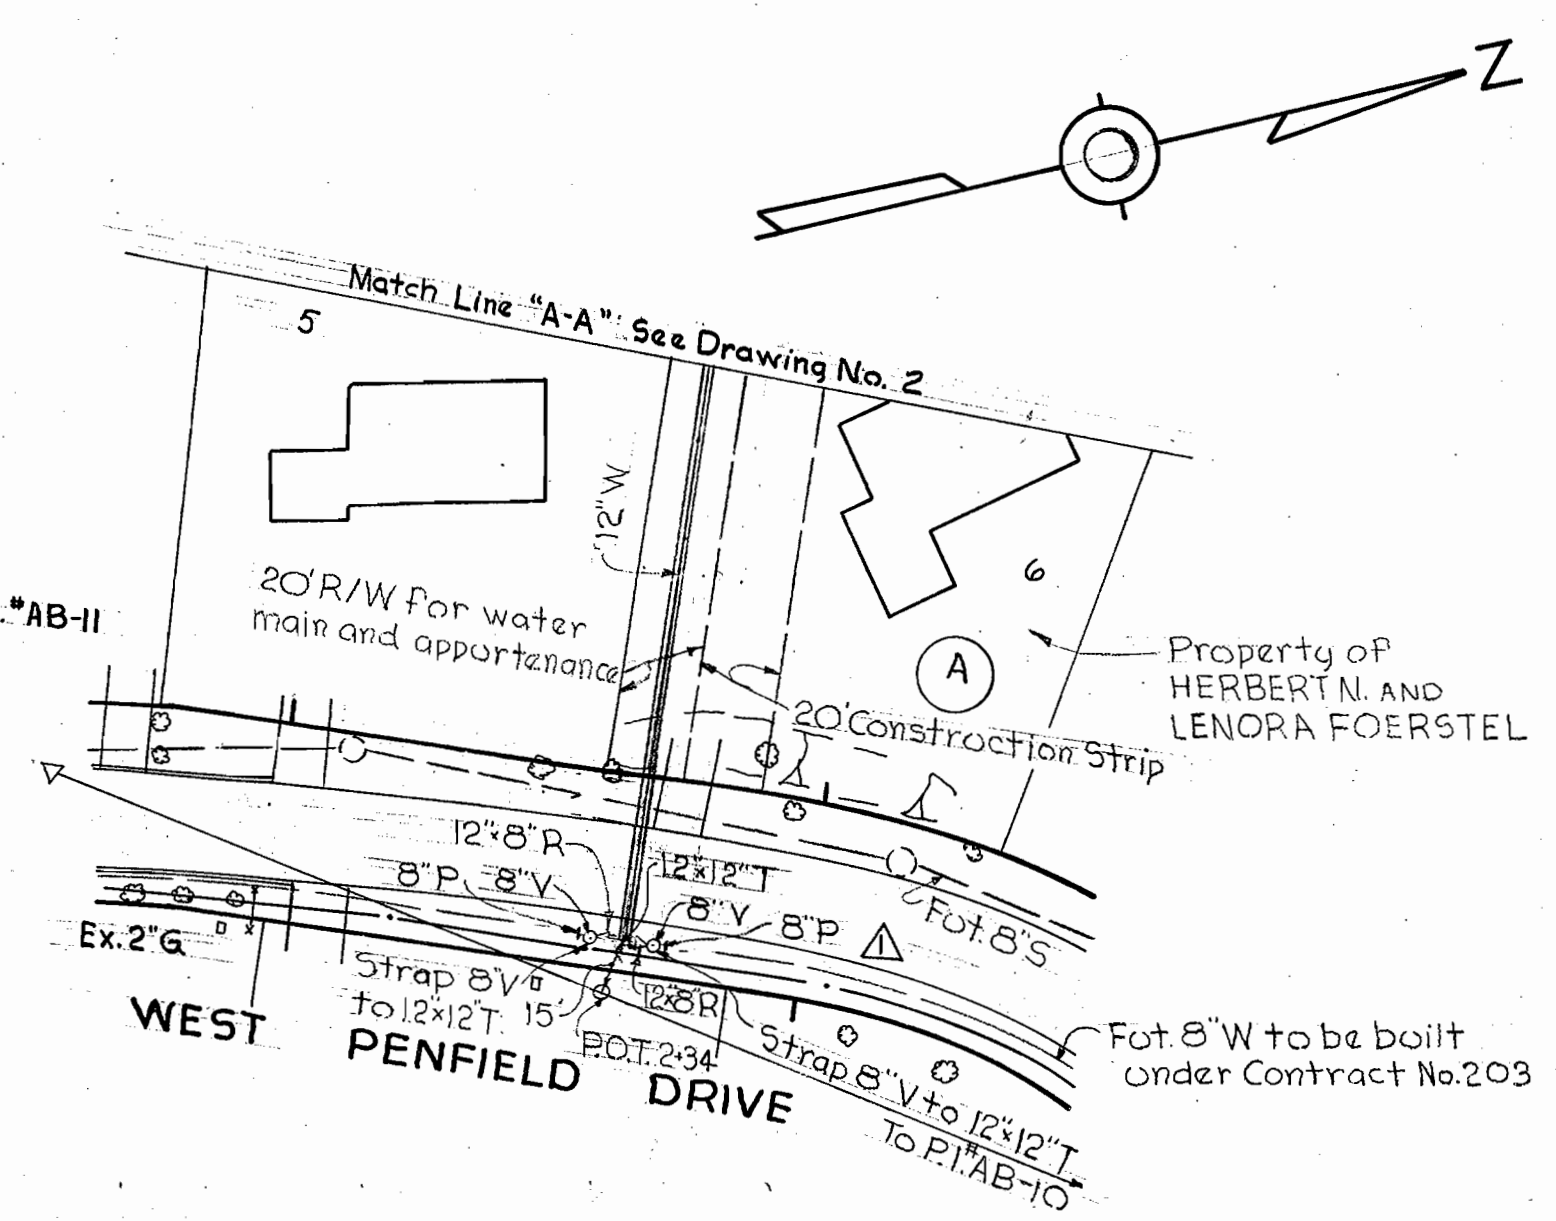 N
Match Line "A-A" See Drawing No. 2
5
12"W
20' R/W for water
main and appurtenance
6
#AB-11
A
Property of
HERBERT N. AND
LENORA FOERSTEL
20' Construction Strip
12"x8"R
8"P
8"V
12"x12"T
8"V
8"P
1
Fut. 8"S
Ex. 2"G
Strap 8"V
to 12"x12"T
15'
12"x8"R
P.O.T. 2+34
Strap 8"V to 12"x12"T
To P.I.#AB-10
WEST PENFIELD DRIVE
Fut. 8"W to be built
under Contract No. 203